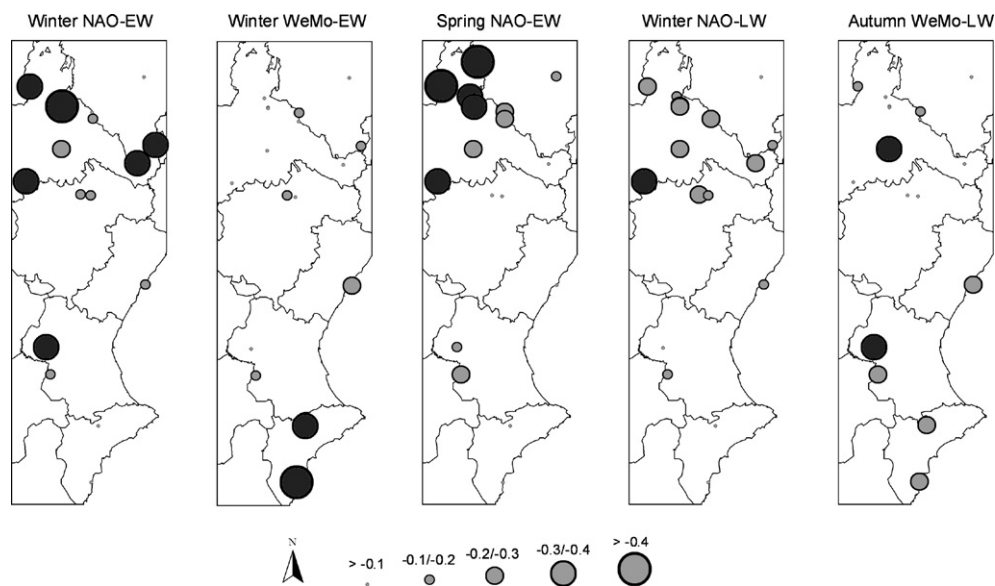 Winter NAO-EW Winter WeMo-EW Spring NAO-EW Winter NAO-LW Autumn WeMo-LW
N > -0.1 -0.1/-0.2 -0.2/-0.3 -0.3/-0.4 > -0.4